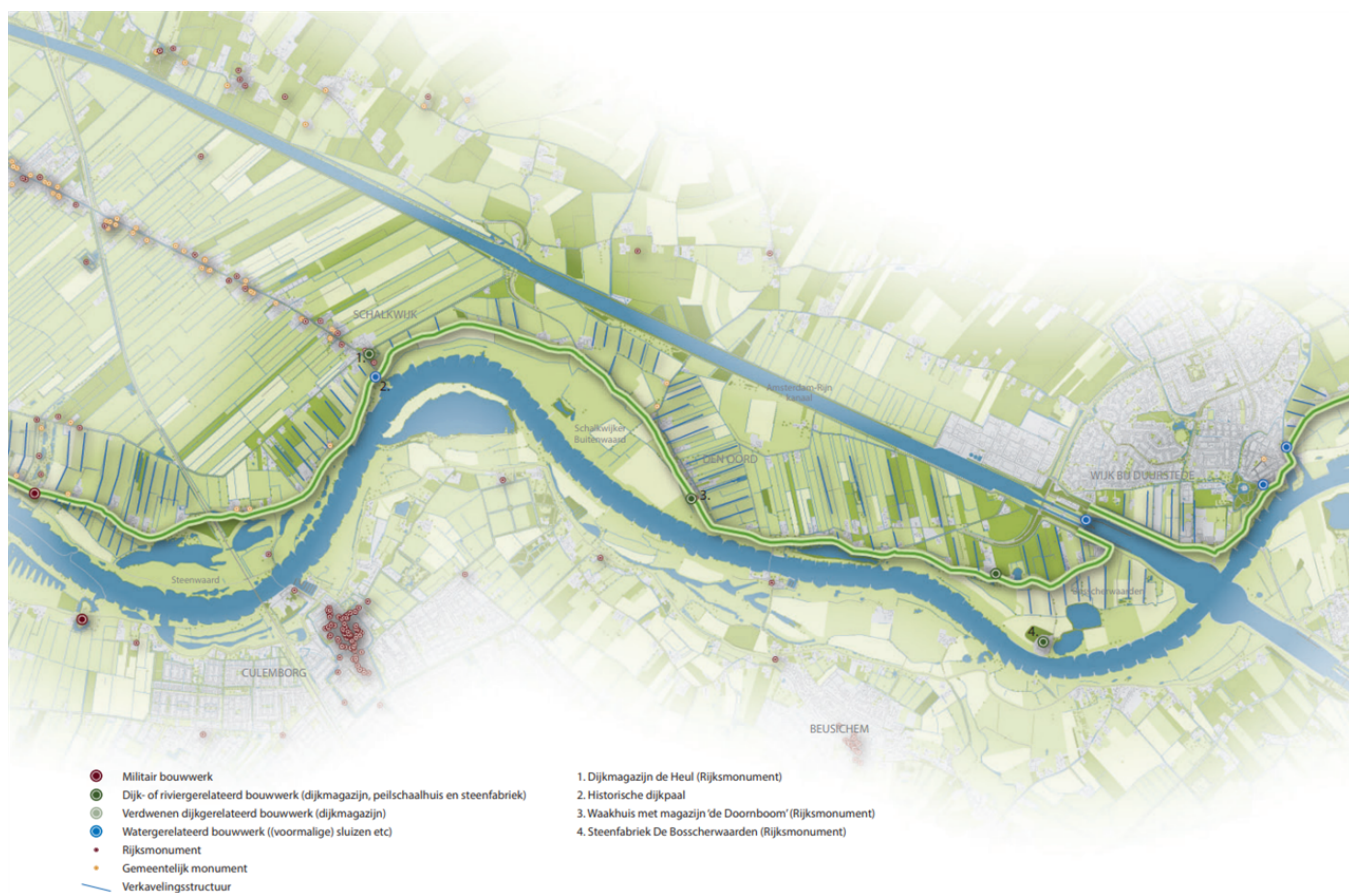 SCHALKWIJK
1.
2.
Amsterdam-Rijn
kanaal
Schalkwijker
Buitenwaard
DEN OORD
WIJK BIJ DUURSTEDE
3.
Steenwaard
Bosscherwaarden
4.
CULEMBORG
BEUSICHEM
Militair bouwwerk
Dijk- of riviergerelateerd bouwwerk (dijkmagazijn, peilschaalhuis en steenfabriek)
Verdwenen dijkgerelateerd bouwwerk (dijkmagazijn)
Watergerelateerd bouwwerk ((voormalige) sluizen etc)
Rijksmonument
Gemeentelijk monument
Verkavelingsstructuur
1. Dijkmagazijn de Heul (Rijksmonument)
2. Historische dijkpaal
3. Waakhuis met magazijn 'de Doornboom' (Rijksmonument)
4. Steenfabriek De Bosscherwaarden (Rijksmonument)